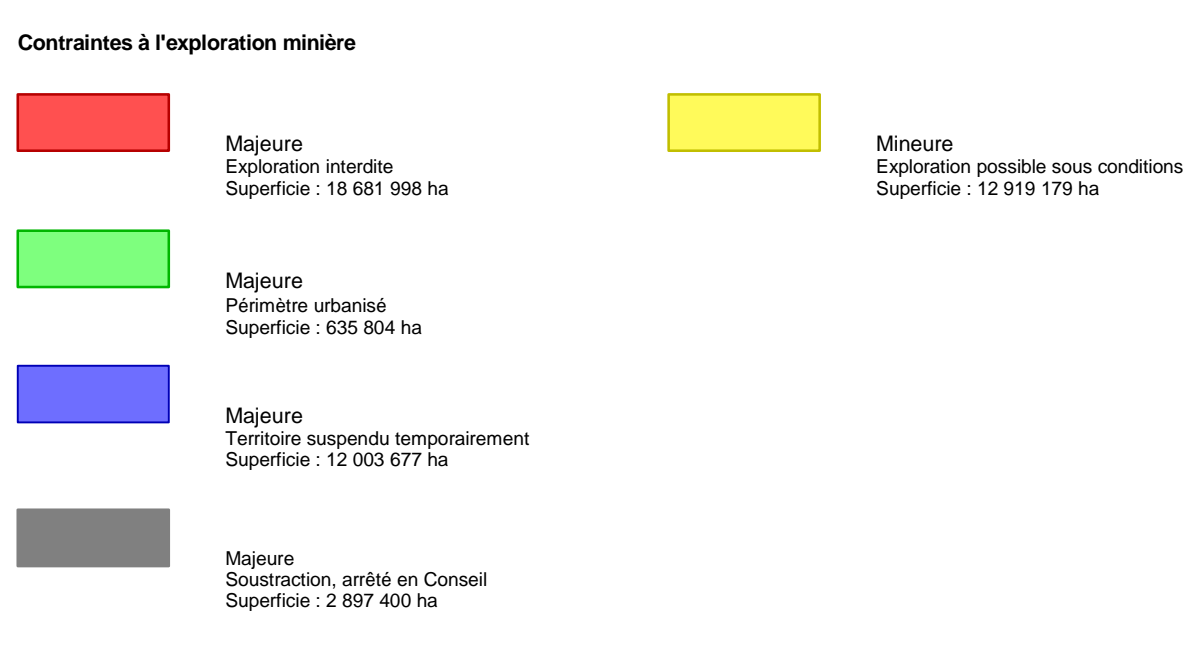 Contraintes à l'exploration minière
Majeure
Exploration interdite
Superficie : 18 681 998 ha
Majeure
Périmètre urbanisé
Superficie : 635 804 ha
Majeure
Territoire suspendu temporairement
Superficie : 12 003 677 ha
Majeure
Soustraction, arrêté en Conseil
Superficie : 2 897 400 ha
Mineure
Exploration possible sous conditions
Superficie : 12 919 179 ha